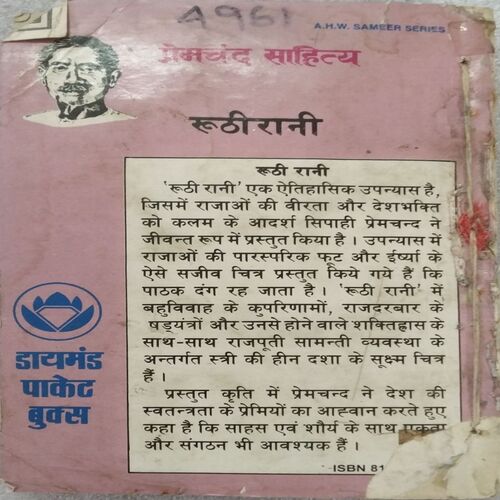 4961
A.H.W. SAMEER SERIES
प्रेमचंद साहित्य
रूठी रानी
रूठी रानी
'रूठी रानी' एक ऐतिहासिक उपन्यास है,
जिसमें राजाओं की वीरता और देशभक्ति
को कलम के आदर्श सिपाही प्रेमचन्द ने
जीवन्त रूप में प्रस्तुत किया है । उपन्यास में
राजाओं की पारस्परिक फूट और ईर्ष्या के
ऐसे सजीव चित्र प्रस्तुत किये गये हैं कि
पाठक दंग रह जाता है । 'रूठी रानी' में
बहुविवाह के कुपरिणामों, राजदरबार के
षड्यंत्रों और उनसे होने वाले शक्तिह्रास के
साथ-साथ राजपूती सामन्ती व्यवस्था के
अन्तर्गत स्त्री की हीन दशा के सूक्ष्म चित्र
हैं ।
प्रस्तुत कृति में प्रेमचन्द ने देश की
स्वतन्त्रता के प्रेमियों का आह्वान करते हुए
कहा है कि साहस एवं शौर्य के साथ एकता
और संगठन भी आवश्यक हैं ।
ISBN 81
डायमंड
पाकेट
बुक्स